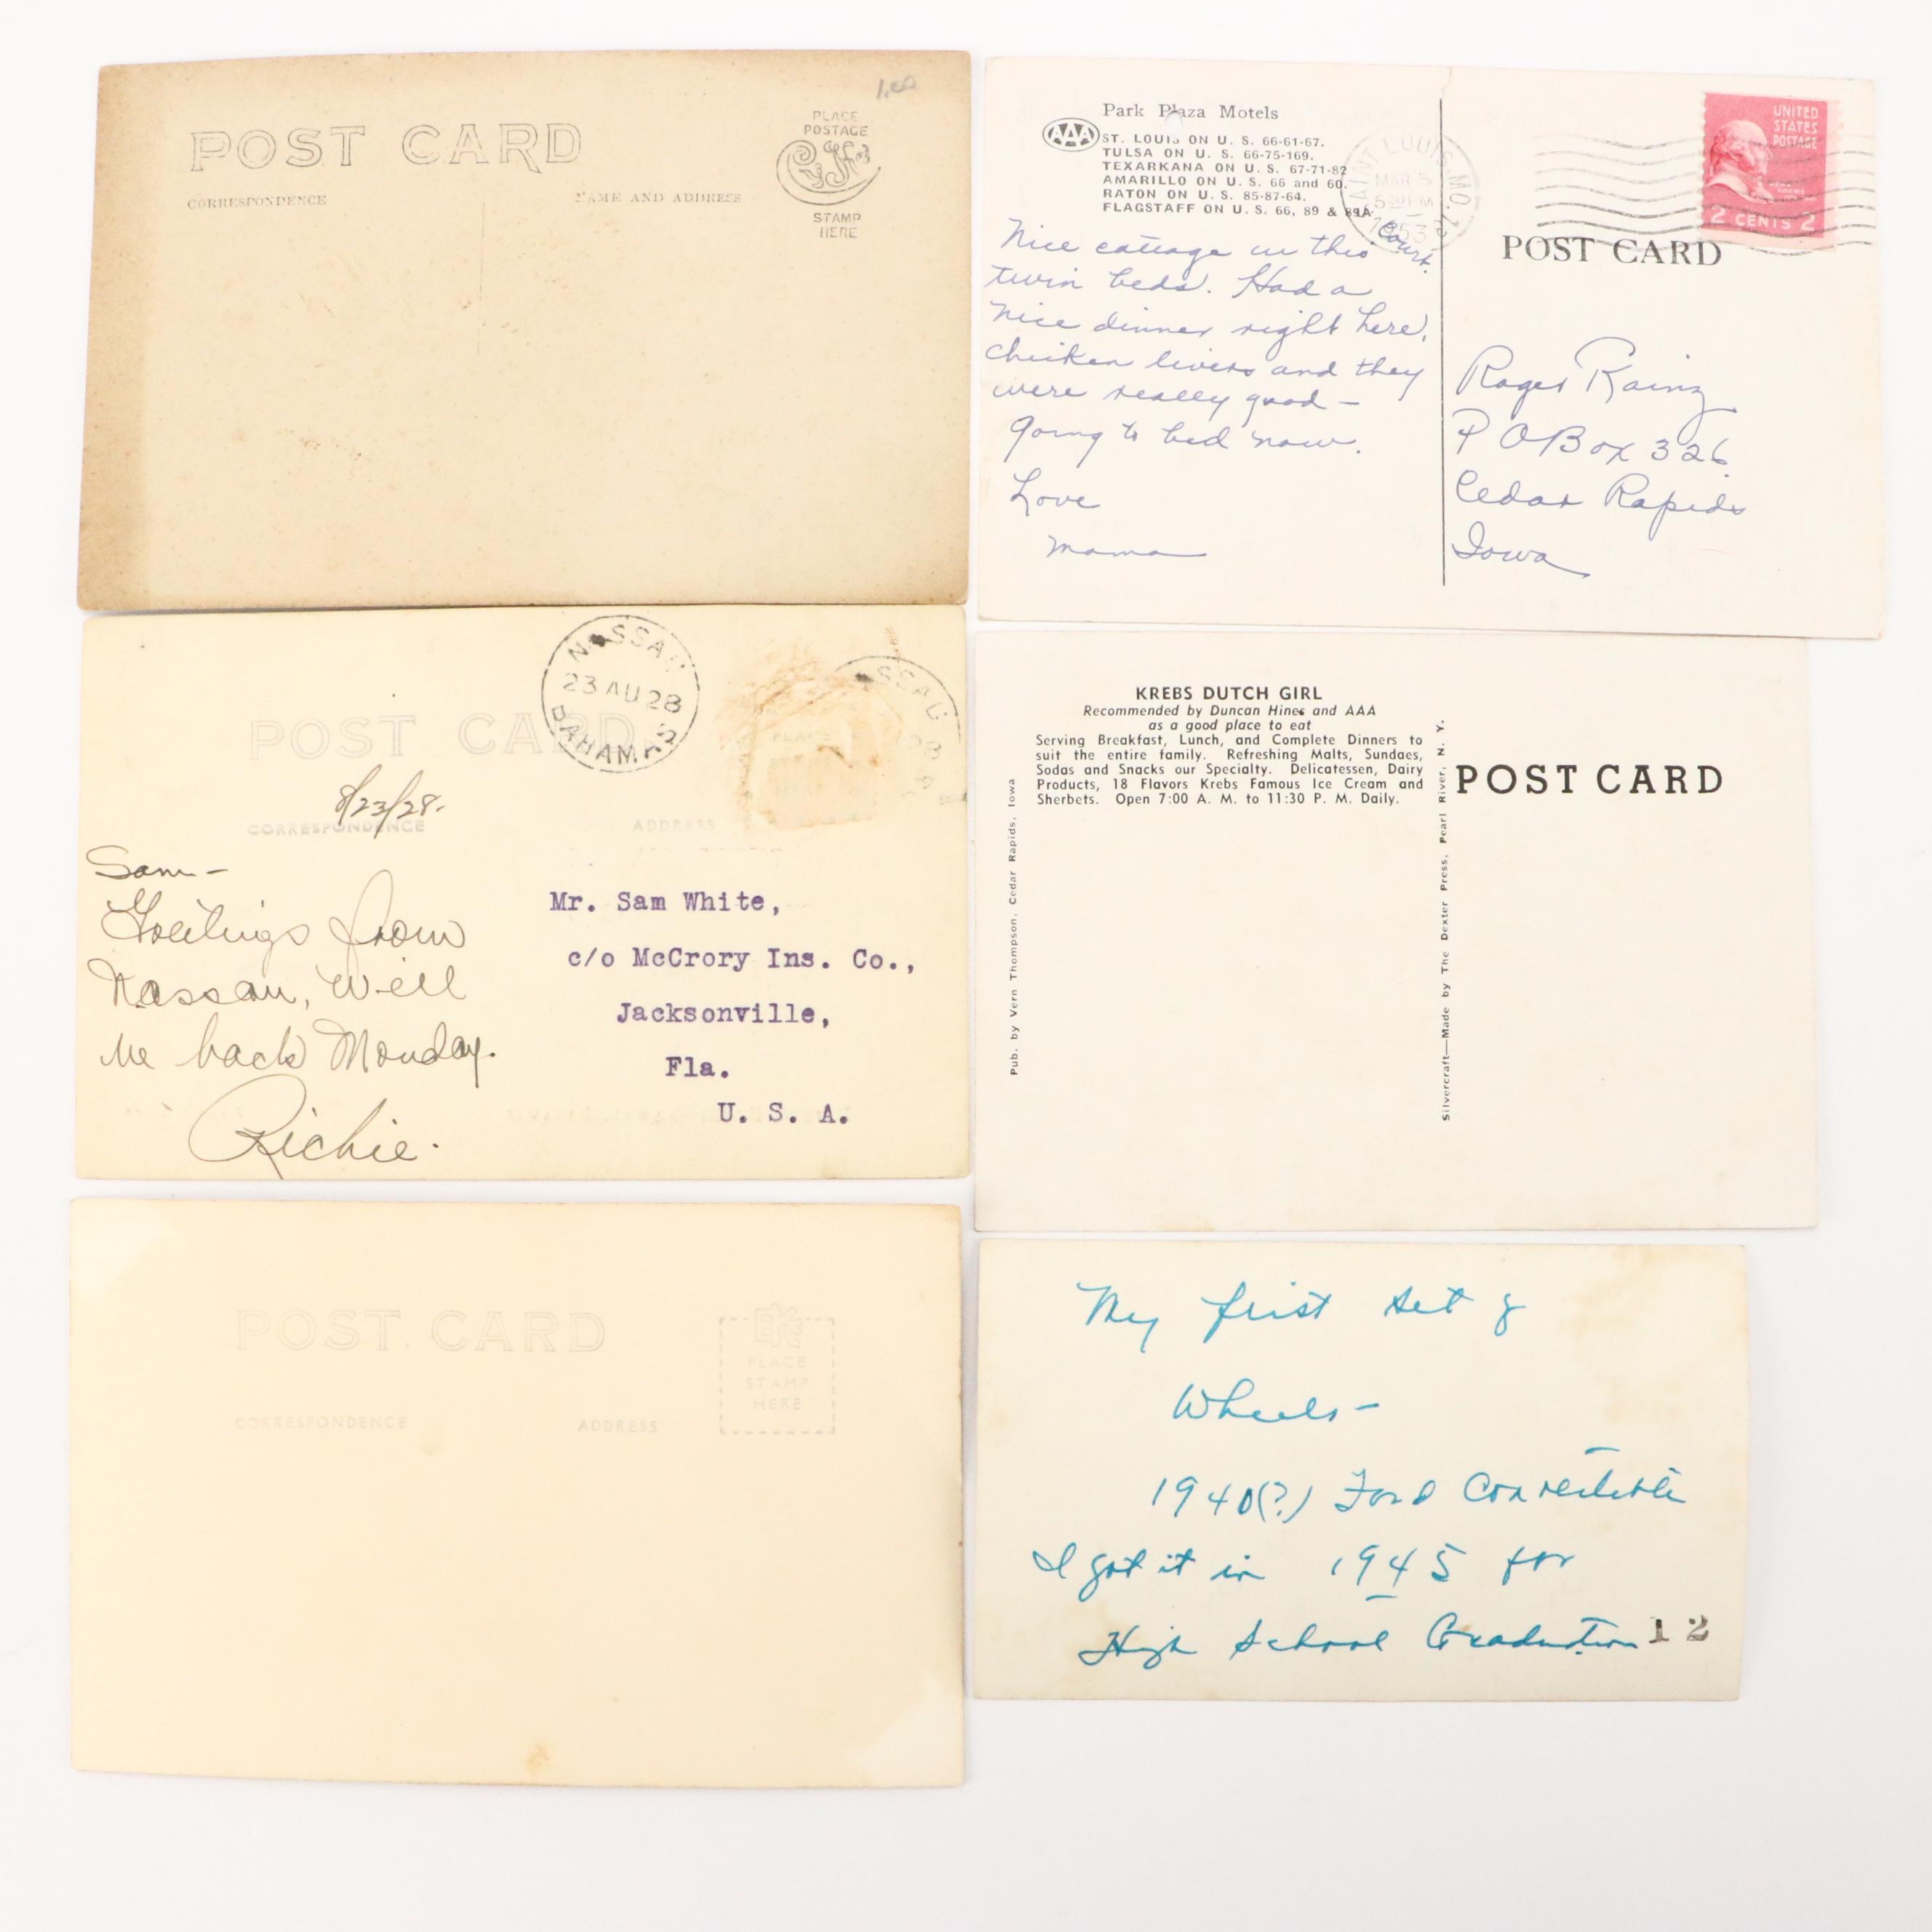 1.00
POST CARD
PLACE
POSTAGE
STAMP
HERE
CORRESPONDENCE
NAME AND ADDRESS
Park Plaza Motels
AAA
ST. LOUIS ON U. S. 66-61-67.
TULSA ON U. S. 66-75-169.
TEXARKANA ON U. S. 67-71-82
AMARILLO ON U. S. 66 and 60.
RATON ON U. S. 85-87-64.
FLAGSTAFF ON U. S. 66, 89 & 89A
SAINT LOUIS, MO.
MAR 5
5 PM
1953
UNITED
STATES
POSTAGE
JOHN
ADAMS
2 CENTS 2
POST CARD
Nice cottage in this Court.
twin beds. Had a
nice dinner right here,
chicken livers and they
were really good -
going to bed now.
Love
Mama
Roger Rainz
P O Box 326
Cedar Rapids
Iowa
NASSAU
23 AU 28
BAHAMAS
SSAU
28
POST CARD
PLACE
8/23/28.
CORRESPONDENCE
ADDRESS
Sam-
Greetings from
Nassau, Will
be back Monday.
Richie.
Mr. Sam White,
c/o McCrory Ins. Co.,
Jacksonville,
Fla.
U. S. A.
KREBS DUTCH GIRL
Recommended by Duncan Hines and AAA
as a good place to eat
Serving Breakfast, Lunch, and Complete Dinners to
suit the entire family. Refreshing Malts, Sundaes,
Sodas and Snacks our Specialty. Delicatessen, Dairy
Products, 18 Flavors Krebs Famous Ice Cream and
Sherbets. Open 7:00 A. M. to 11:30 P. M. Daily.
Pub. by Vern Thompson, Cedar Rapids, Iowa
Silvercraft—Made by The Dexter Press, Pearl River, N. Y.
POST CARD
POST CARD
EKC
PLACE
STAMP
HERE
CORRESPONDENCE
ADDRESS
My first set of
Wheels -
1940(?) Ford Convertible
I got it in 1945 for
High School Graduation
12